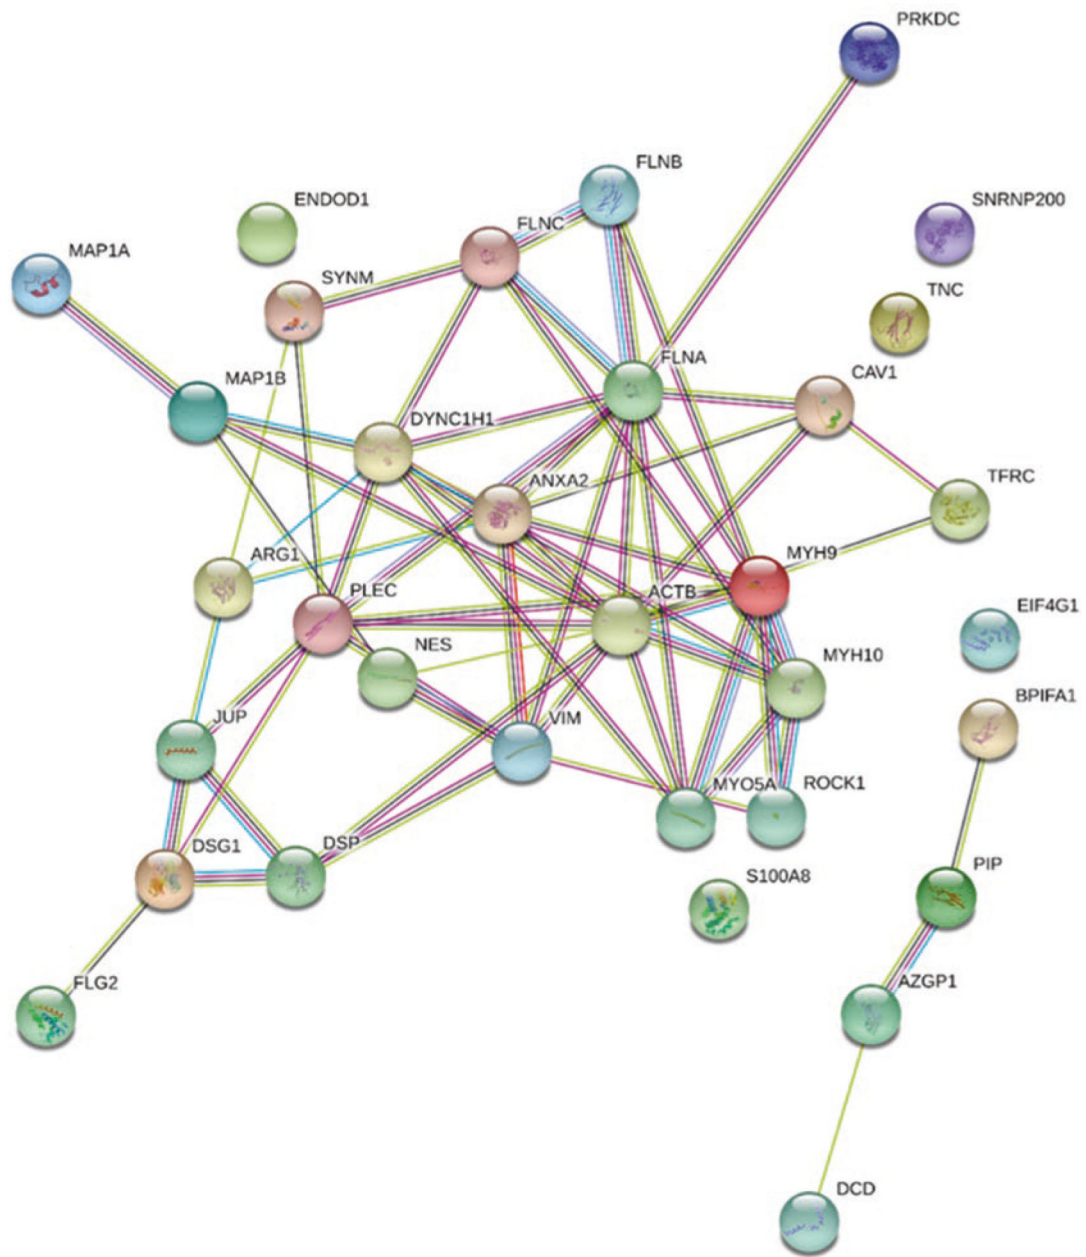 PRKDC
FLNB
ENDOD1
SNRNP200
FLNC
MAP1A
SYNM
TNC
FLNA
MAP1B
CAV1
DYNC1H1
ANXA2
TFRC
ARG1
MYH9
PLEC
ACTB
EIF4G1
NES
MYH10
BPIFA1
JUP
VIM
MYO5A
ROCK1
DSG1
DSP
PIP
S100A8
FLG2
AZGP1
DCD